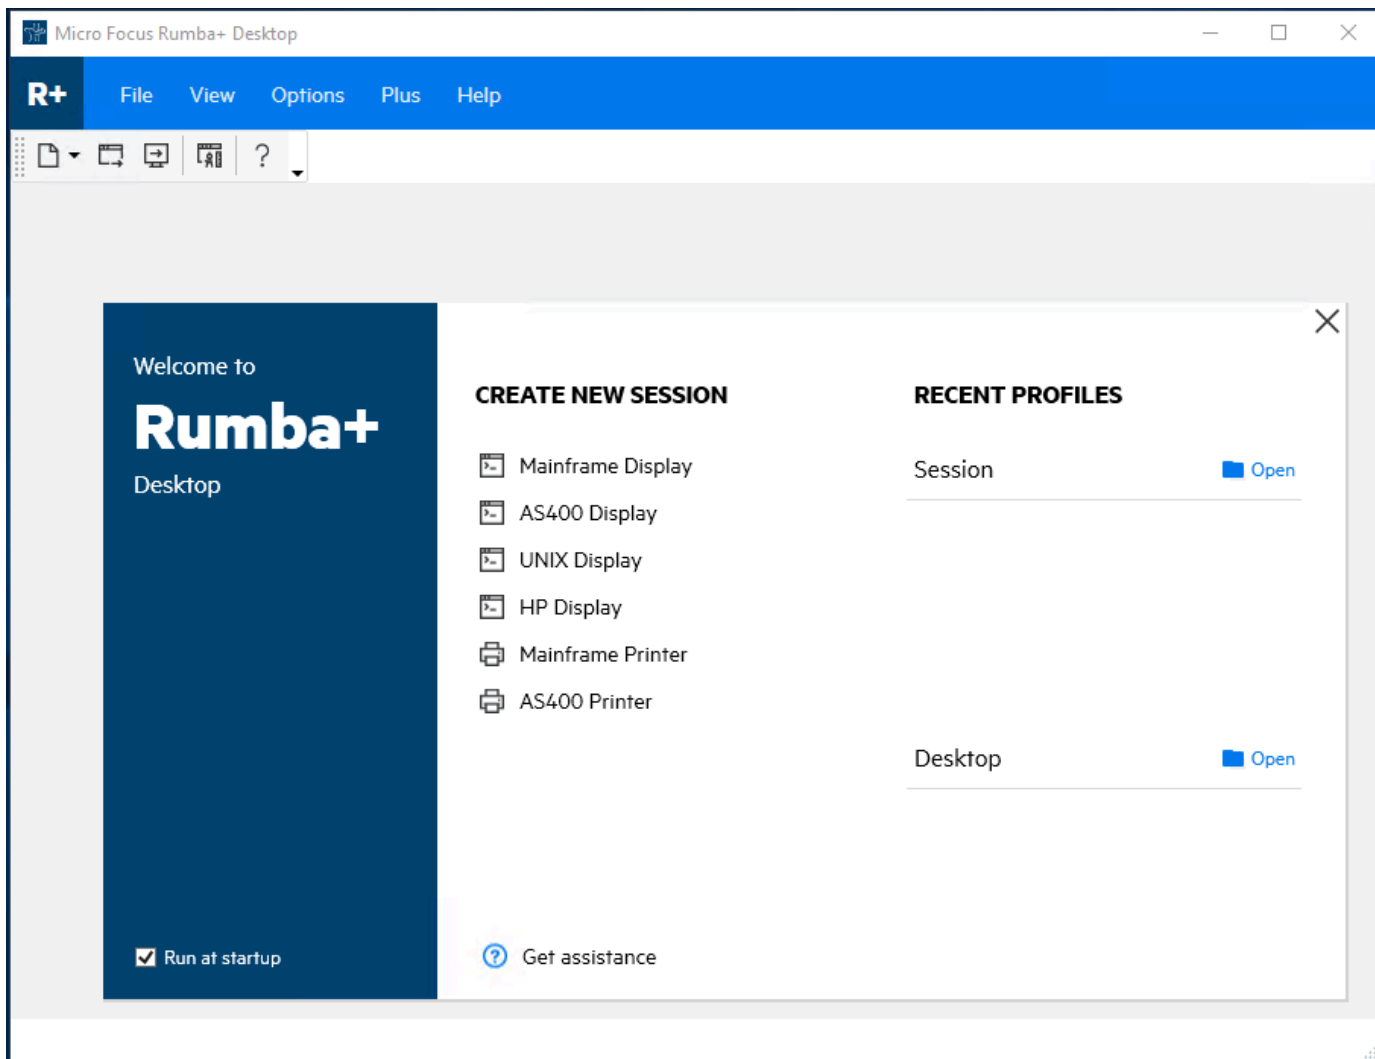 Micro Focus Rumba+ Desktop
R+ File View Options Plus Help
?
Welcome to
Rumba+
Desktop
Run at startup
CREATE NEW SESSION
Mainframe Display
AS400 Display
UNIX Display
HP Display
Mainframe Printer
AS400 Printer
? Get assistance
RECENT PROFILES
Session Open
Desktop Open